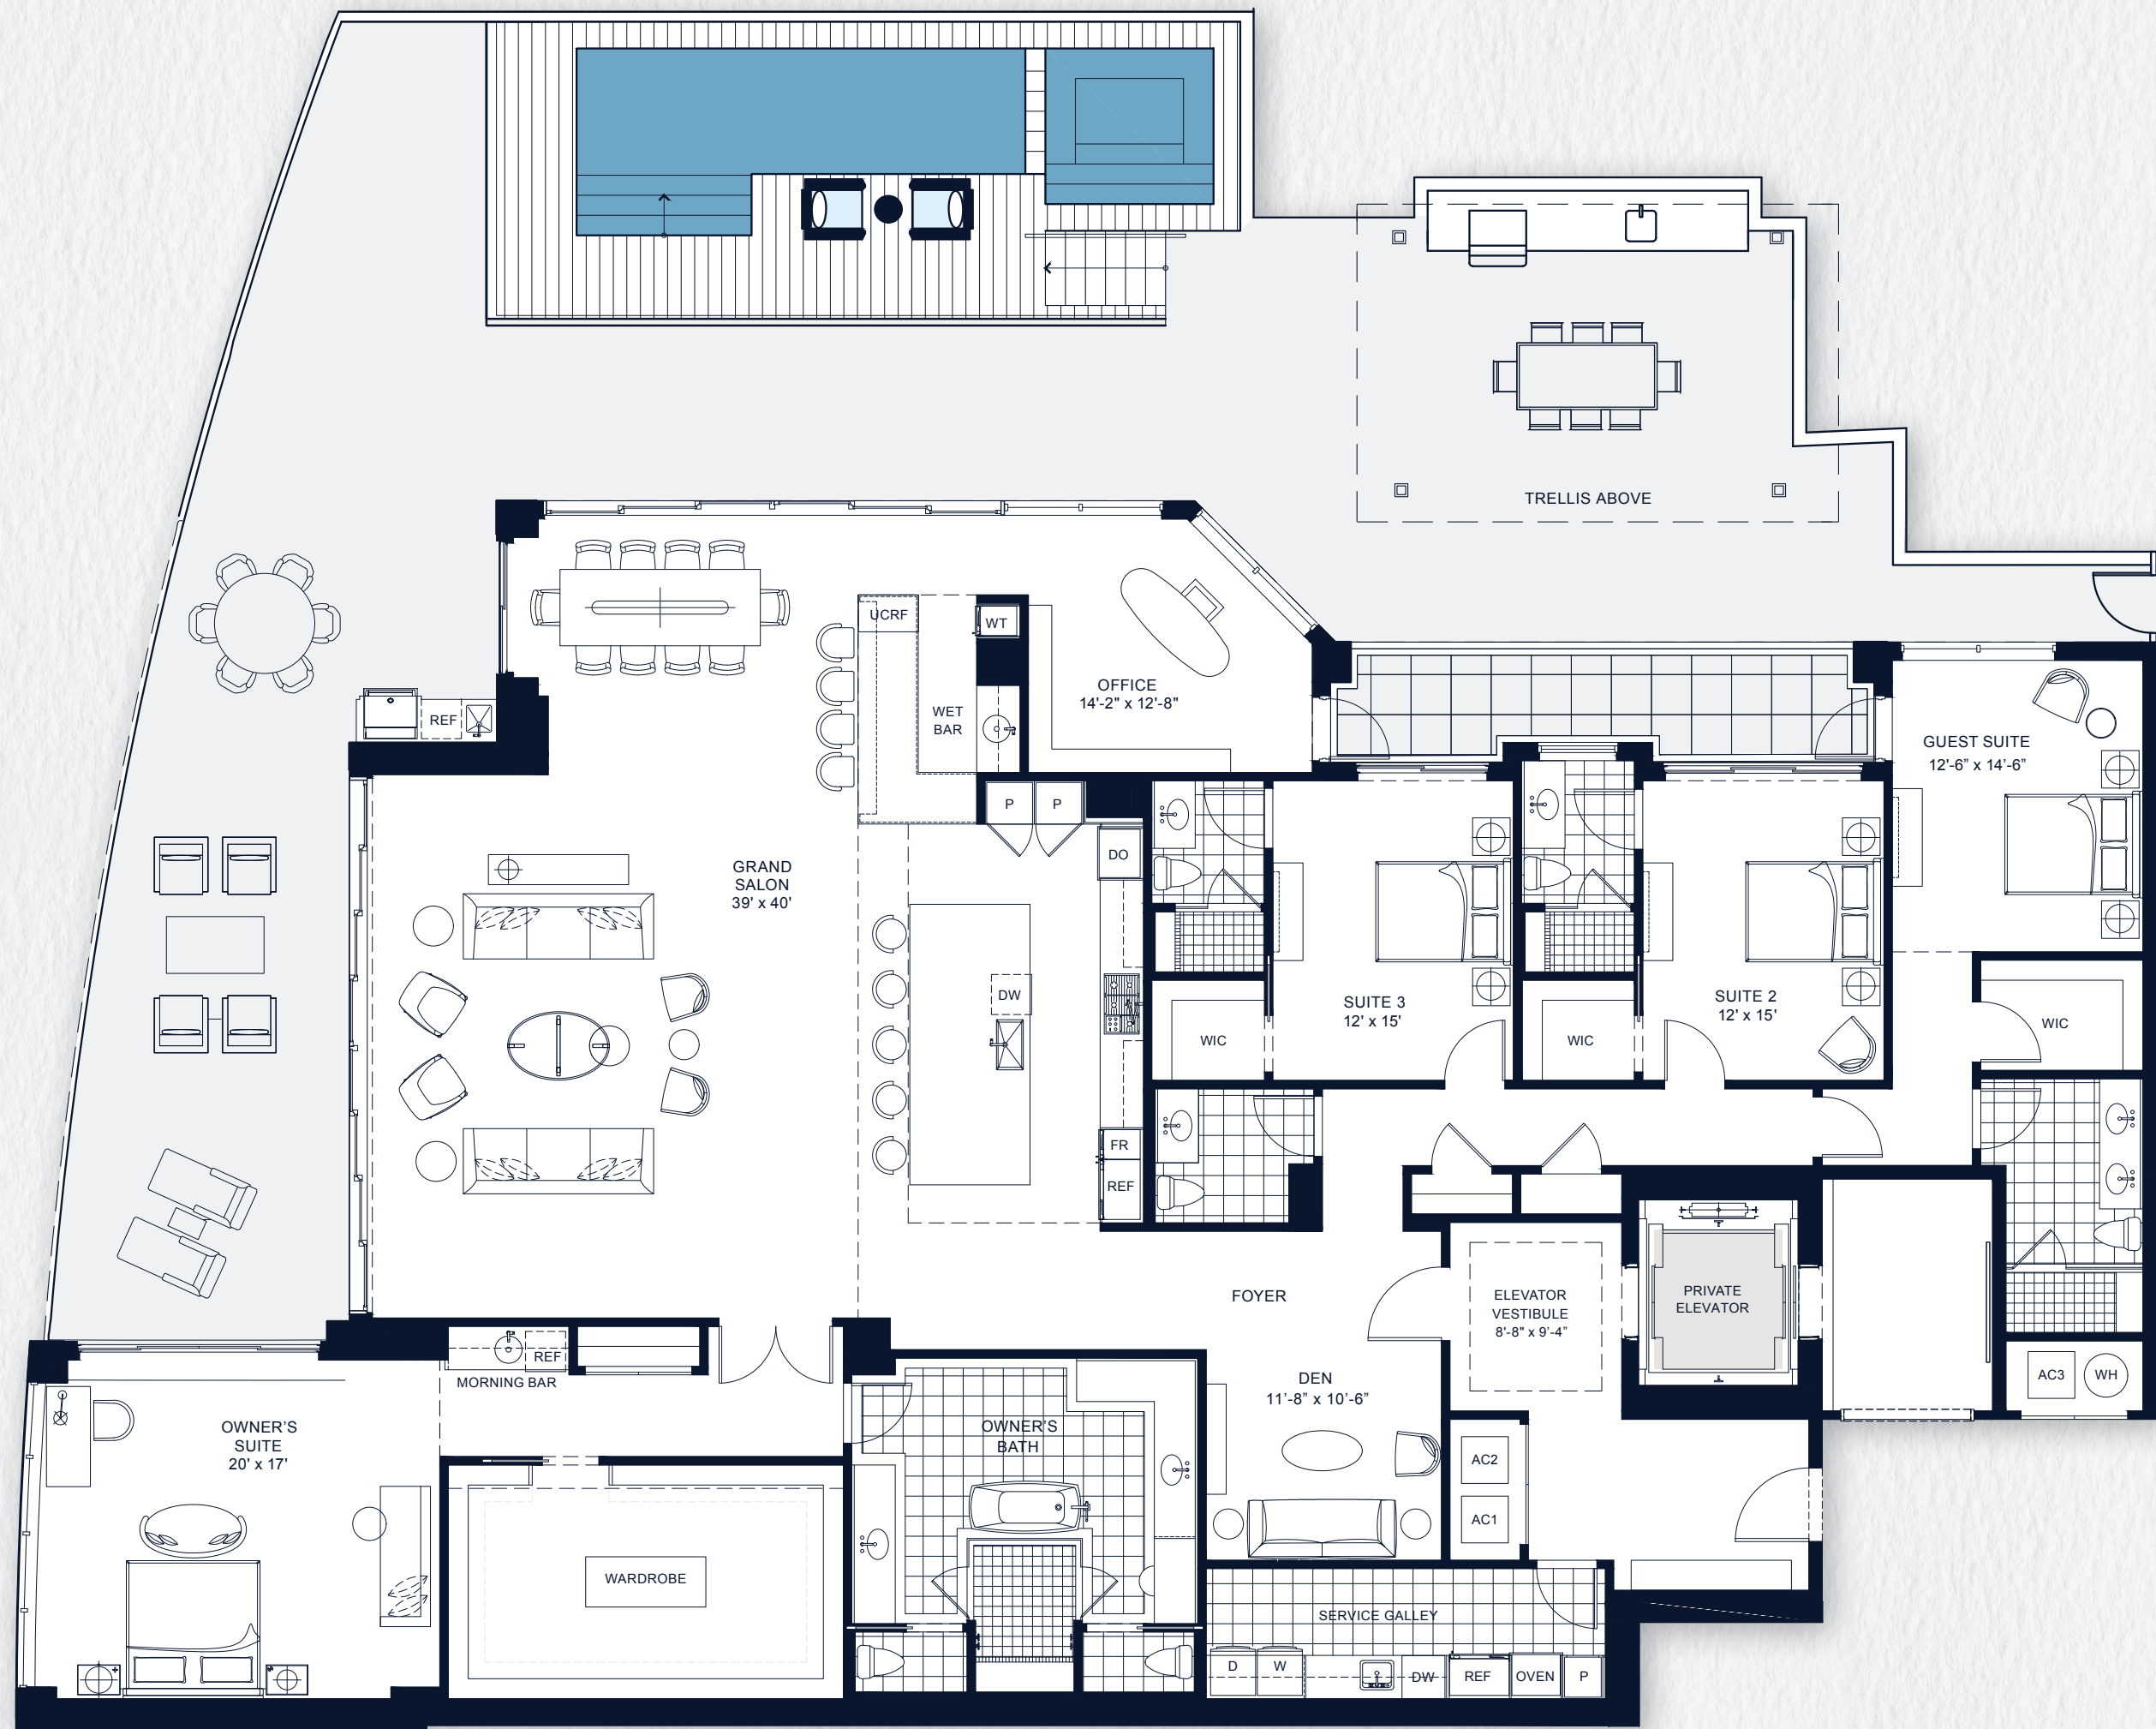 TRELLIS ABOVE
UCRF
WT
OFFICE
14'-2" x 12'-8"
REF
WET
BAR
GUEST SUITE
12'-6” x 14’-6”
P
P
DO
GRAND
SALON
39' x 40'
DW
SUITE 3
12' x 15'
SUITE 2
12' x 15'
WIC
WIC
WIC
FR
REF
FOYER
ELEVATOR
VESTIBULE
8'-8" x 9'-4”
PRIVATE
ELEVATOR
REF
MORNING BAR
DEN
11’-8” x 10’-6”
AC3
WH
OWNER’S
SUITE
20' x 17'
OWNER’S
BATH
AC2
AC1
WARDROBE
SERVICE GALLEY
D
W
DW
REF
OVEN
P